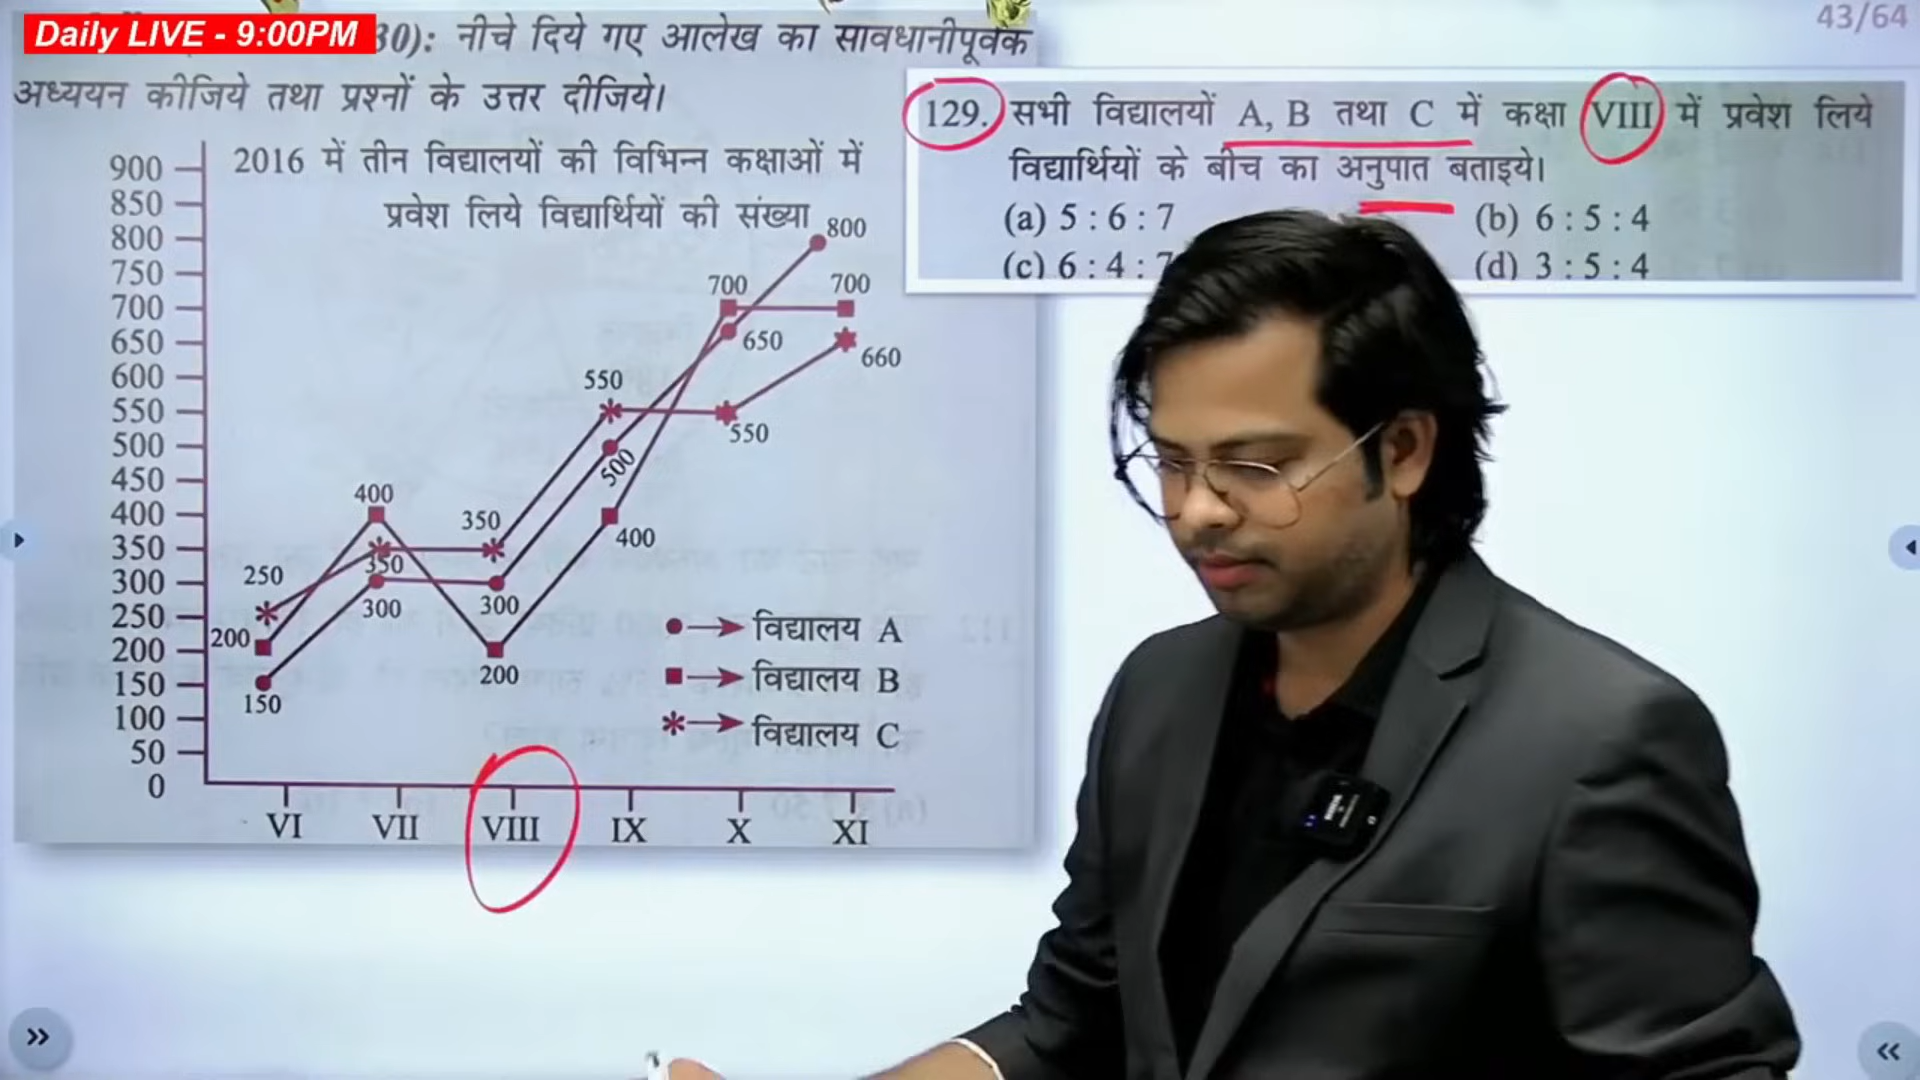 Daily LIVE - 9:00PM
30): नीचे दिये गए आलेख का सावधानीपूर्वक
अध्ययन कीजिये तथा प्रश्नों के उत्तर दीजिये।
43/64
129. सभी विद्यालयों A, B तथा C में कक्षा VIII में प्रवेश लिये
विद्यार्थियों के बीच का अनुपात बताइये।
(a) 5 : 6 : 7
(b) 6 : 5 : 4
(c) 6 : 4 : 7
(d) 3 : 5 : 4
2016 में तीन विद्यालयों की विभिन्न कक्षाओं में
प्रवेश लिये विद्यार्थियों की संख्या
900
850
800
750
700
650
600
550
500
450
400
350
300
250
200
150
100
50
0
800
700
700
650
660
550
550
500
400
400
350
350
250
300
300
200
200
150
विद्यालय A
विद्यालय B
विद्यालय C
VI VII VIII IX X XI